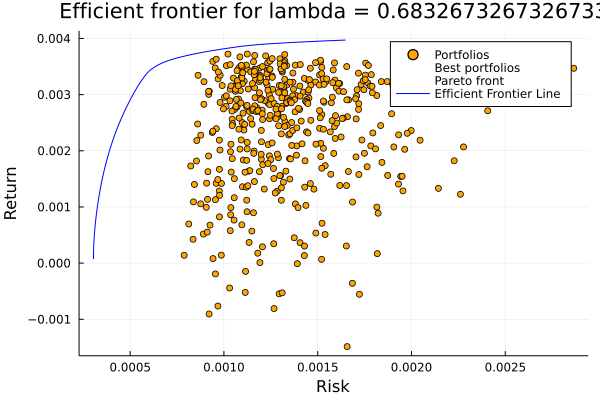 Efficient frontier for lambda = 0.6832673267326733
0.004
0.003
0.002
0.001
0.000
−0.001
Return
Portfolios
Best portfolios
Pareto front
Efficient Frontier Line
0.0005
0.0010
0.0015
0.0020
0.0025
Risk